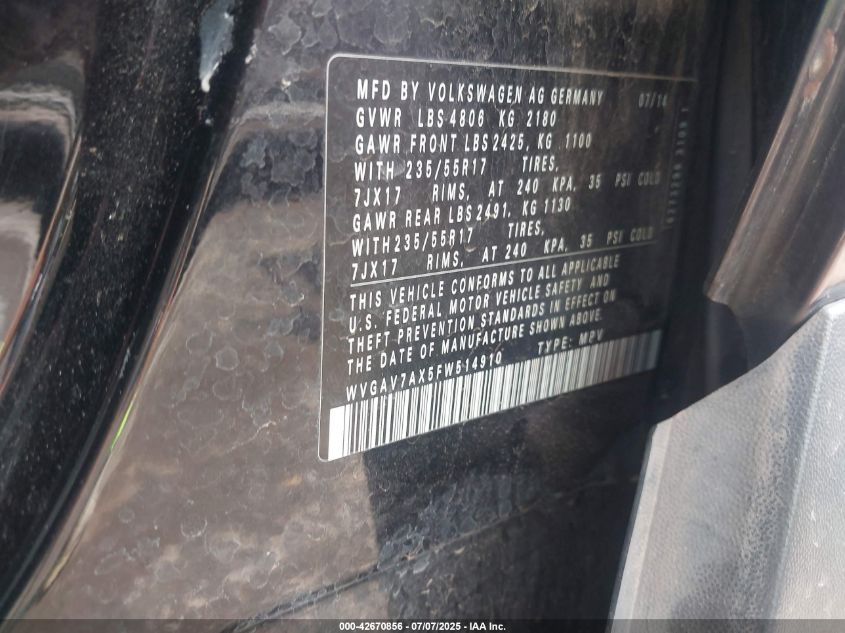 MFD BY VOLKSWAGEN AG GERMANY 07/14
GVWR LBS 4806 KG 2180
GAWR FRONT LBS 2425, KG 1100
WITH 235/55R17 TIRES,
7JX17 RIMS, AT 240 KPA, 35 PSI COLD
GAWR REAR LBS 2491, KG 1130
WITH 235/55R17 TIRES,
7JX17 RIMS, AT 240 KPA, 35 PSI COLD
THIS VEHICLE CONFORMS TO ALL APPLICABLE
U.S. FEDERAL MOTOR VEHICLE SAFETY AND
THEFT PREVENTION STANDARDS IN EFFECT ON
THE DATE OF MANUFACTURE SHOWN ABOVE.
WVGAV7AX5FW514910 TYPE: MPV
000-42670856 - 07/07/2025 - IAA Inc.